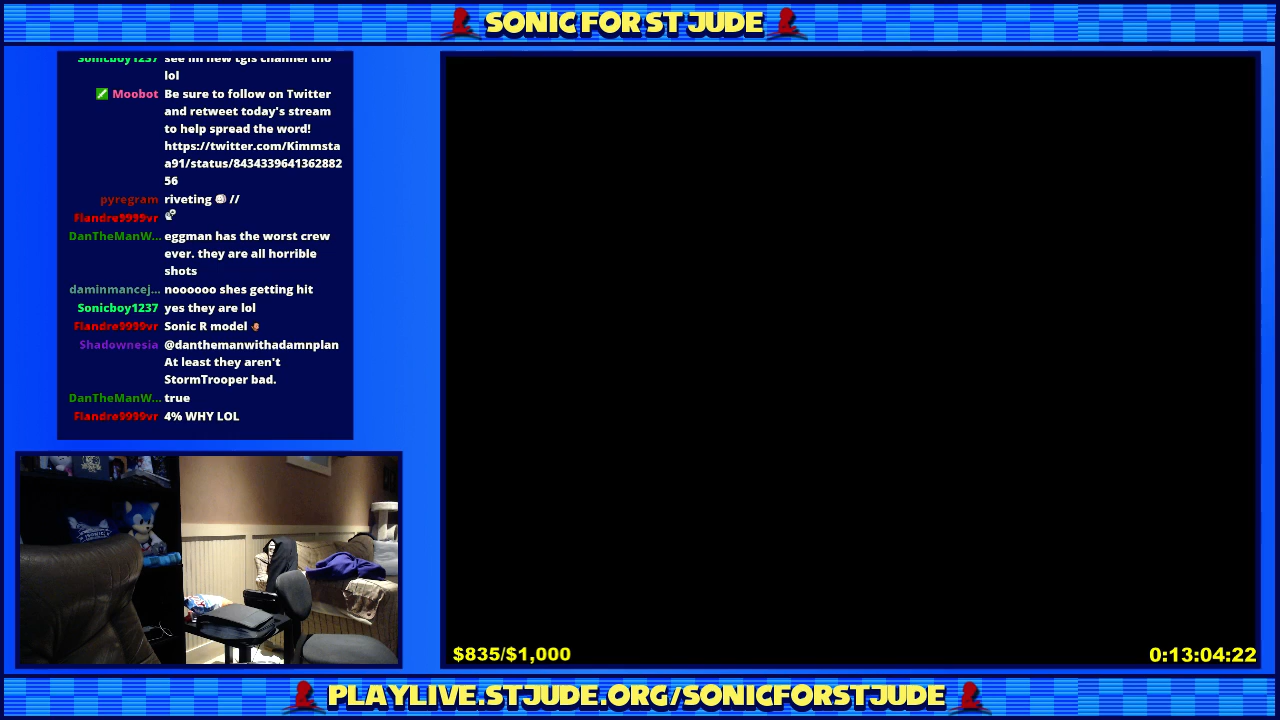 SONIC FOR ST JUDE
Sonicboy1237 see im new tgis channel tho
lol
Moobot Be sure to follow on Twitter
and retweet today's stream
to help spread the word!
https://twitter.com/Kimmsta
a91/status/8434339641362882
56
pyregram riveting //
Flandre9999vr
DanTheManW... eggman has the worst crew
ever. they are all horrible
shots
daminmancej... noooooo shes getting hit
Sonicboy1237 yes they are lol
Flandre9999vr Sonic R model
Shadownesia @danthemanwithadamnplan
At least they aren't
StormTrooper bad.
DanTheManW... true
Flandre9999vr 4% WHY LOL
$835/$1,000
0:13:04:22
PLAYLIVE.STJUDE.ORG/SONICFORSTJUDE